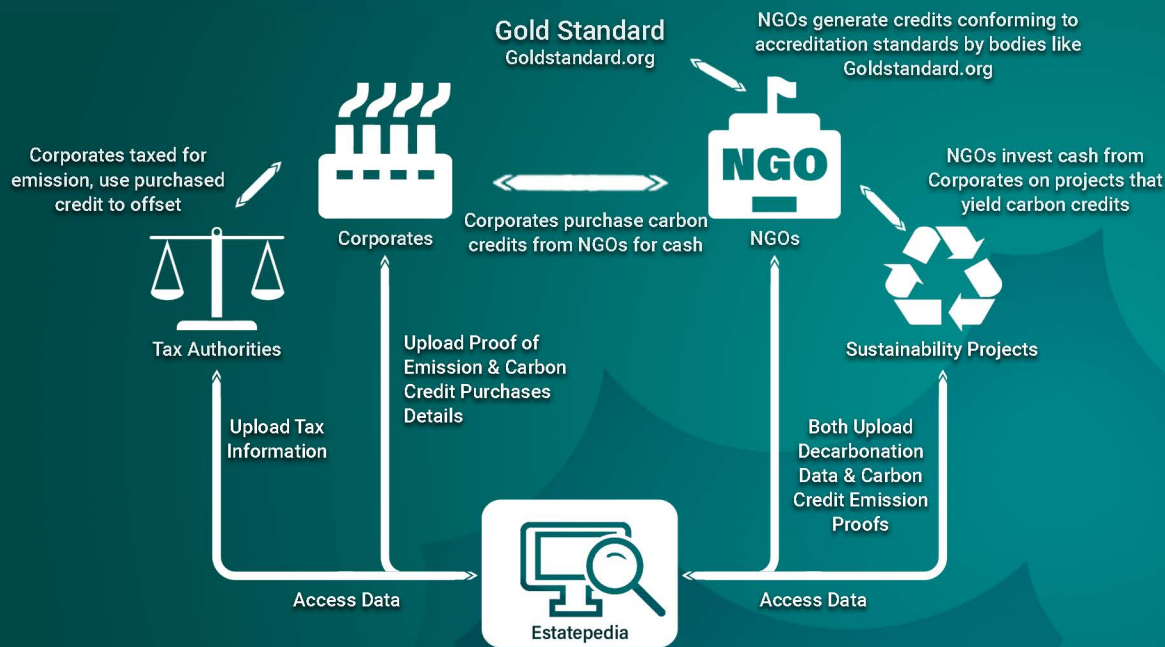 Gold Standard
Goldstandard.org
NGOs generate credits conforming to
accreditation standards by bodies like
Goldstandard.org
Corporates taxed for
emission, use purchased
credit to offset
Corporates
Corporates purchase carbon
credits from NGOs for cash
NGO
NGOs
NGOs invest cash from
Corporates on projects that
yield carbon credits
Tax Authorities
Sustainability Projects
Upload Tax
Information
Upload Proof of
Emission & Carbon
Credit Purchases
Details
Both Upload
Decarbonation
Data & Carbon
Credit Emission
Proofs
Access Data
Estatepedia
Access Data